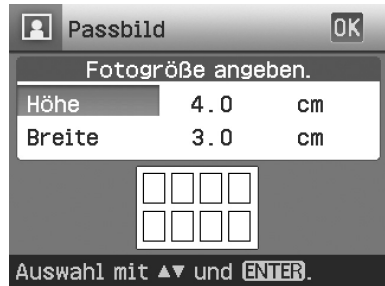 Passbild OK
Fotogröße angeben.
Höhe 4.0 cm
Breite 3.0 cm
Auswahl mit ▲▼ und ENTER.